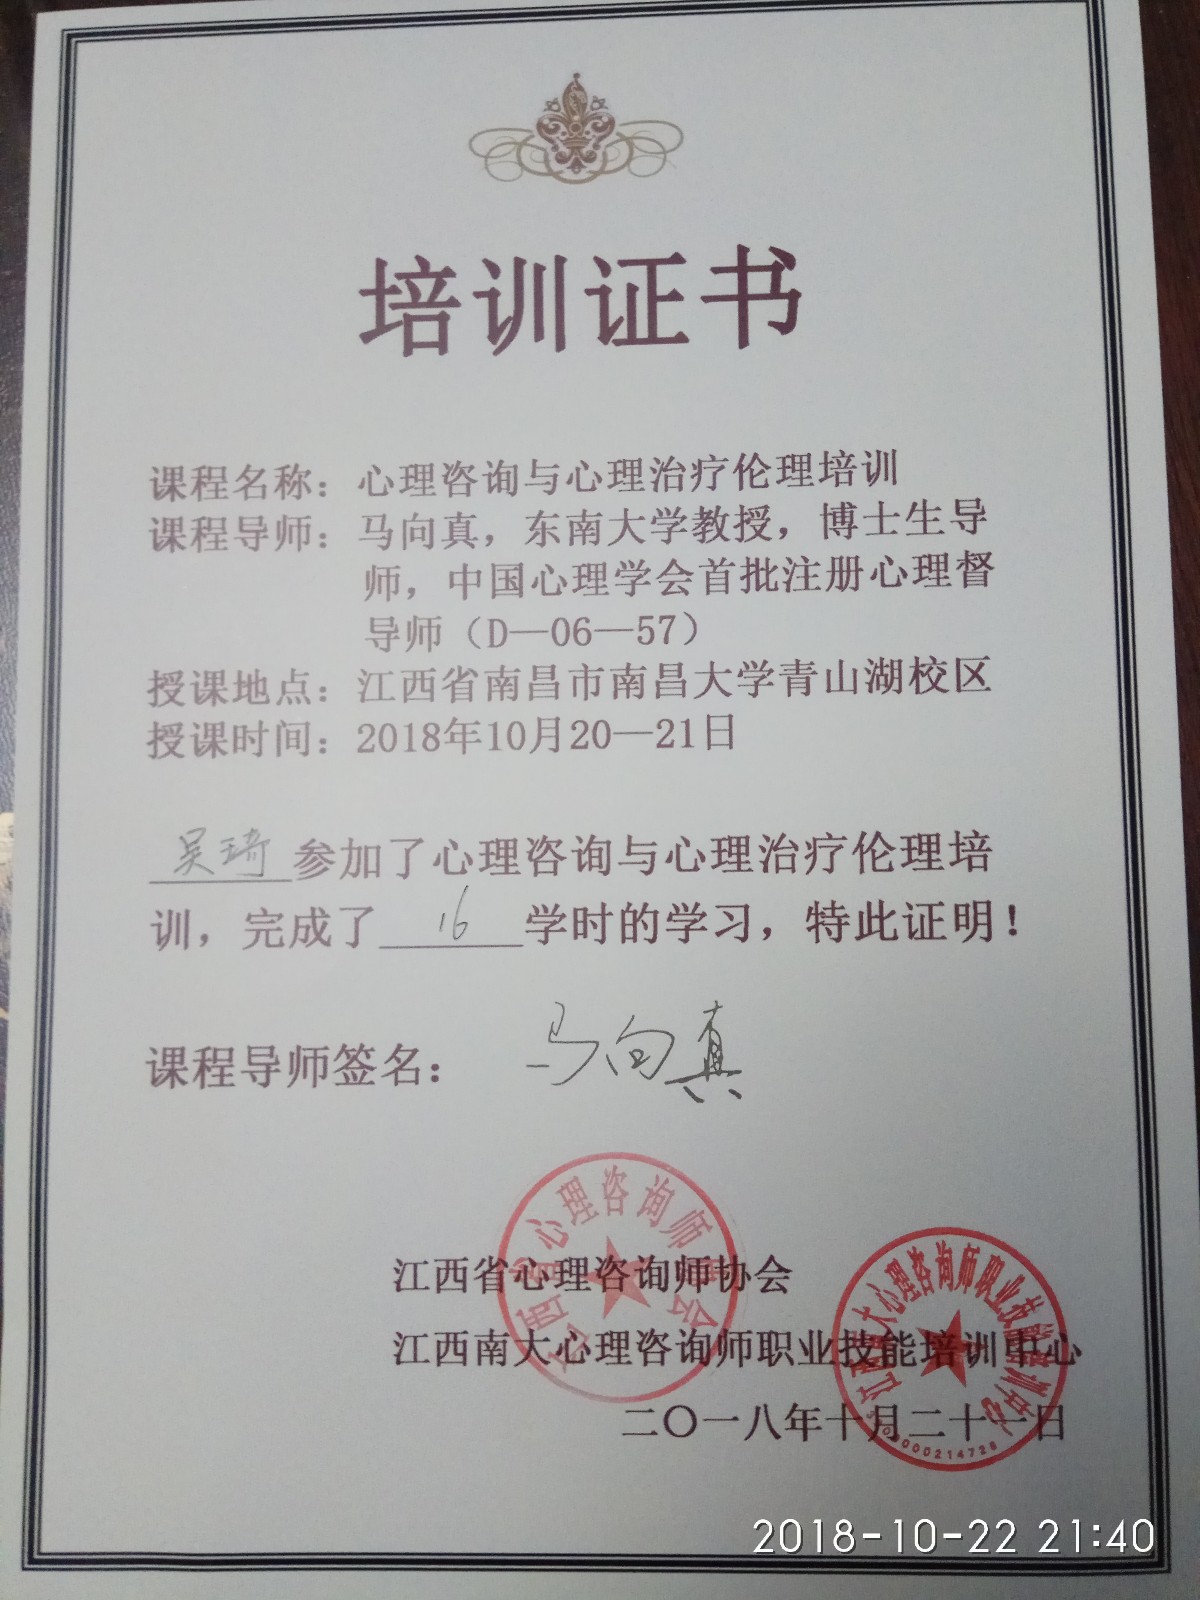 培训证书
课程名称：心理咨询与心理治疗伦理培训
课程导师：马向真，东南大学教授，博士生导
师，中国心理学会首批注册心理督
导师（D—06—57）
授课地点：江西省南昌市南昌大学青山湖校区
授课时间：2018年10月20—21日
吴琦参加了心理咨询与心理治疗伦理培
训，完成了16学时的学习，特此证明！
课程导师签名：马向真
江西省心理咨询师协会
江西南大心理咨询师职业技能培训中心
二〇一八年十月二十一日
2018-10-22 21:40